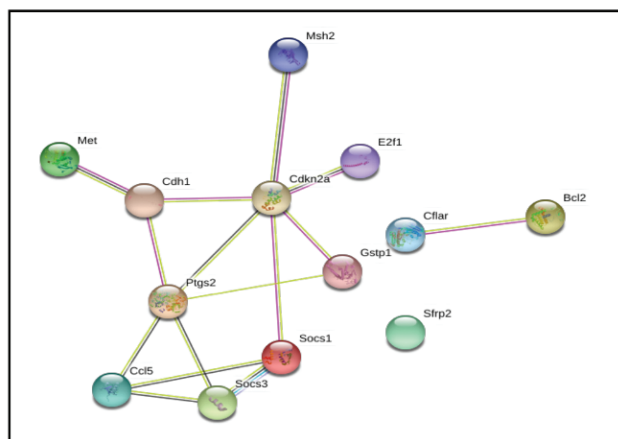 Msh2
E2f1
Met
Cdh1
Cdkn2a
Bcl2
Cflar
Gstp1
Ptgs2
Sfrp2
Socs1
Ccl5
Socs3